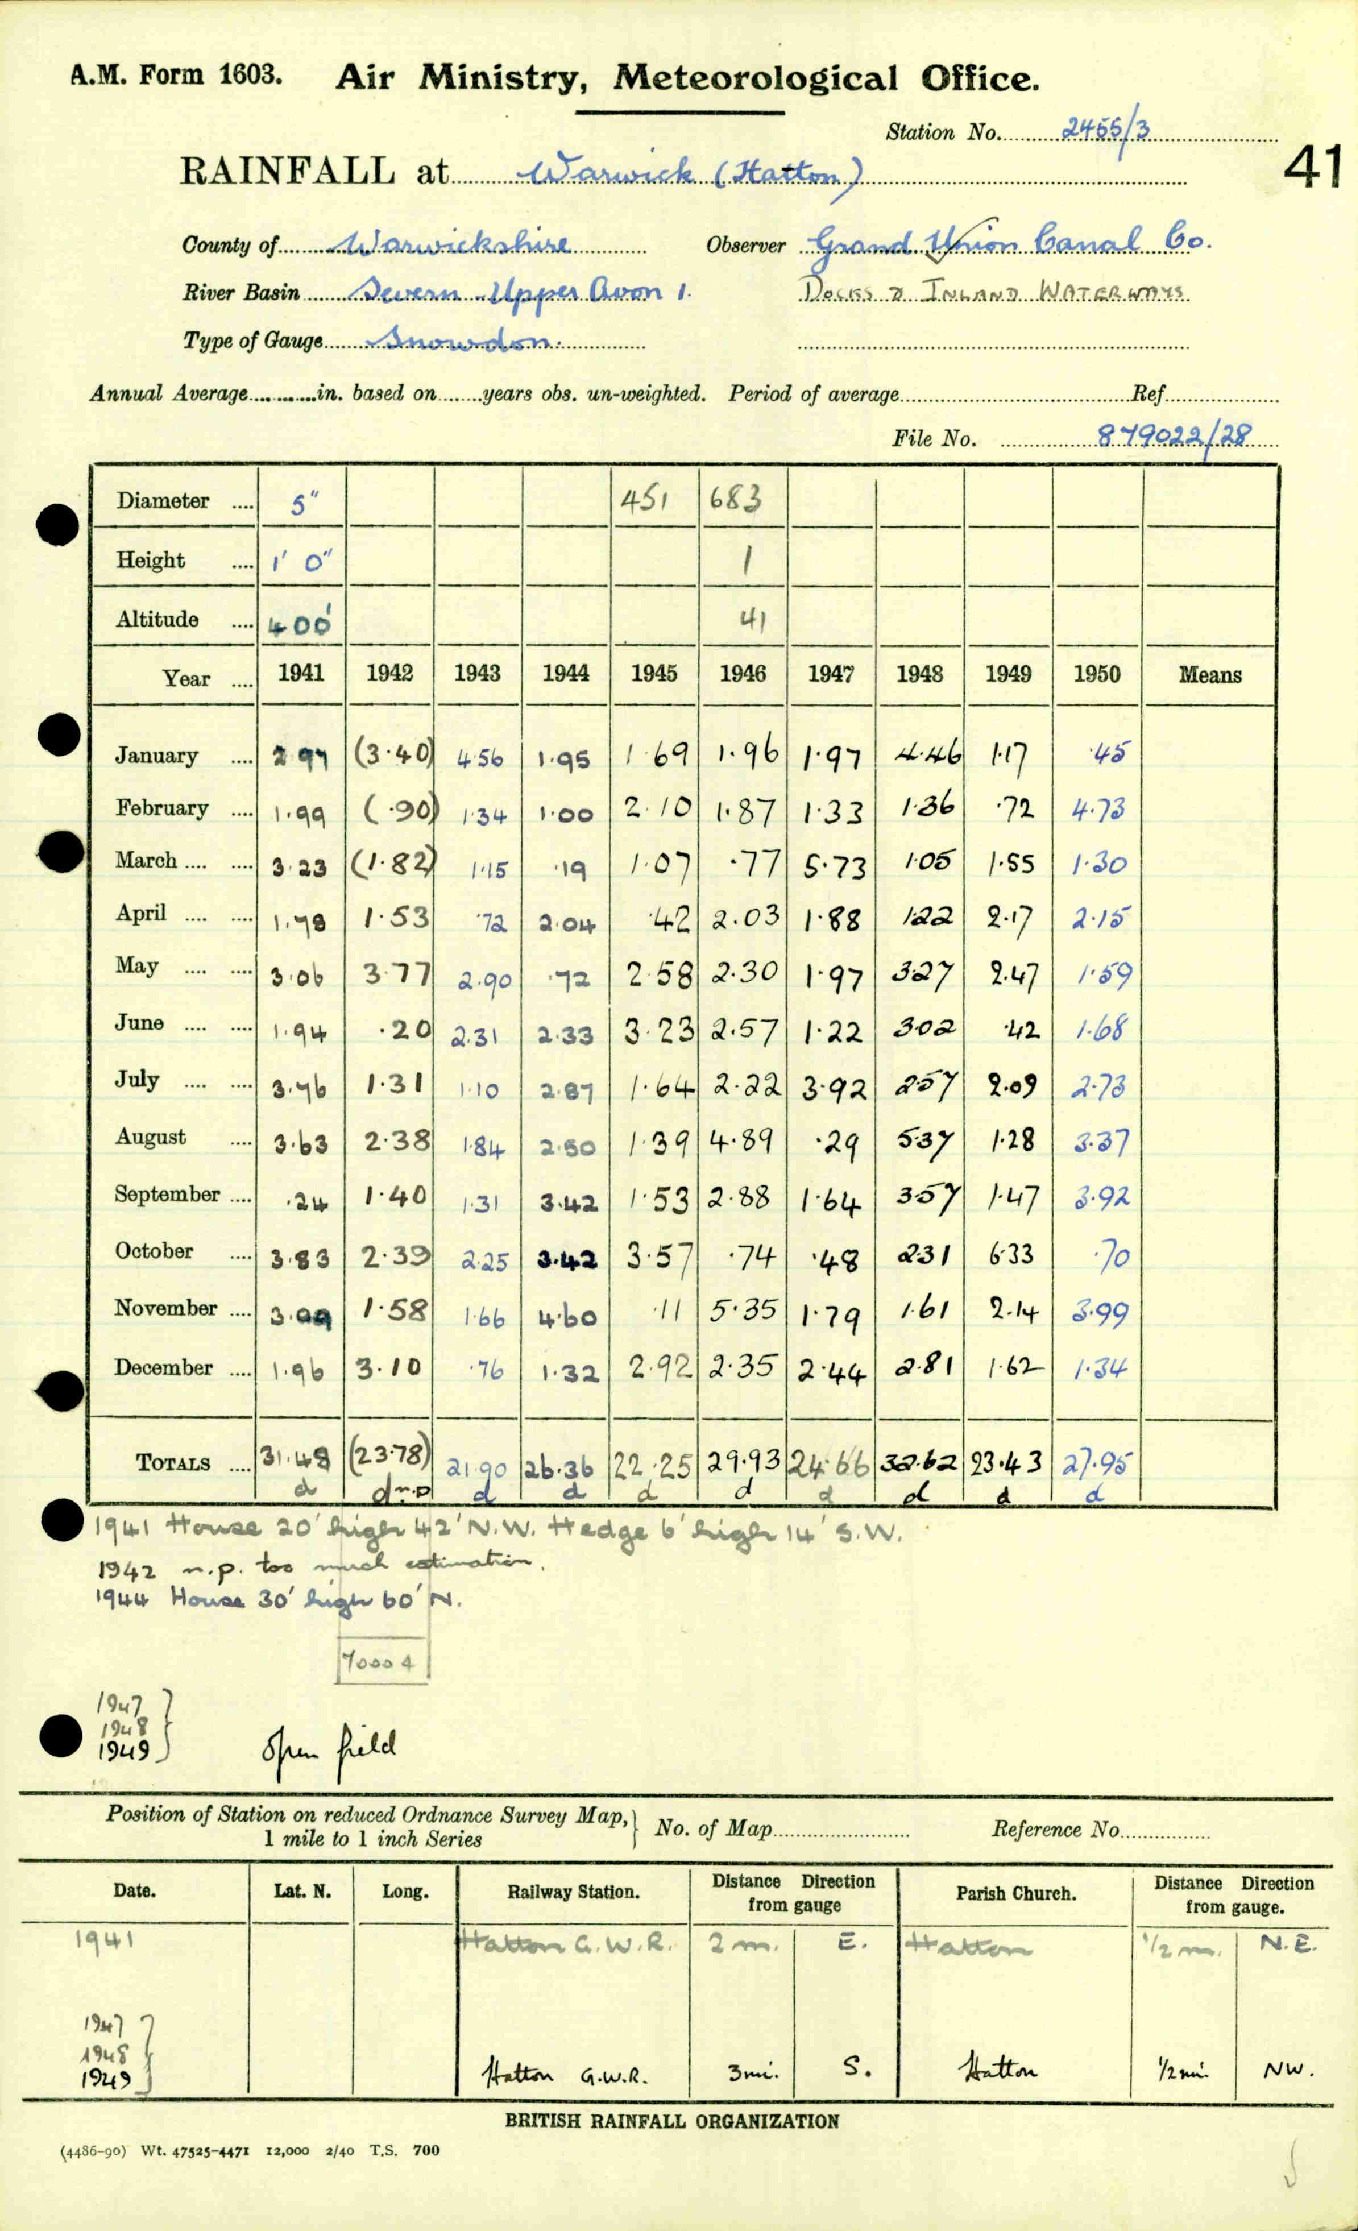 A.M. Form 1603. Air Ministry, Meteorological Office.
Station No. 2455/3
41
RAINFALL at Warwick (Hatton)
County of Warwickshire Observer Grand Union Canal Co.
River Basin Severn Upper Avon 1. Docks & Inland Waterways
Type of Gauge Snowdon.
Annual Average............in. based on.......years obs. un-weighted. Period of average Ref
File No. 879022/28
Diameter .... 5" 451 683
Height .... 1' 0" 1
Altitude .... 400' 41
Year .... 1941 1942 1943 1944 1945 1946 1947 1948 1949 1950 Means
January .... 2.97 (3.40) 4.56 1.95 1.69 1.96 1.97 4.46 1.17 .45
February .... 1.99 (.90) 1.34 1.00 2.10 1.87 1.33 1.36 .72 4.73
March .... .... 3.23 (1.82) 1.15 .19 1.07 .77 5.73 1.05 1.55 1.30
April .... .... 1.78 1.53 .72 2.04 .42 2.03 1.88 1.22 2.17 2.15
May .... .... 3.06 3.77 2.90 .72 2.58 2.30 1.97 3.27 2.47 1.59
June .... .... 1.94 .20 2.31 2.33 3.23 2.57 1.22 3.02 .42 1.68
July .... .... 3.76 1.31 1.10 2.87 1.64 2.22 3.92 2.57 2.09 2.73
August .... 3.63 2.38 1.84 2.50 1.39 4.89 .29 5.37 1.28 3.37
September .... .24 1.40 1.31 3.42 1.53 2.88 1.64 3.57 1.47 3.92
October .... 3.83 2.39 2.25 3.42 3.57 .74 .48 2.31 6.33 .70
November .... 3.09 1.58 1.66 4.60 .11 5.35 1.79 1.61 2.14 3.99
December .... 1.96 3.10 .76 1.32 2.92 2.35 2.44 2.81 1.62 1.34
TOTALS .... 31.48 (23.78) 21.90 26.36 22.25 29.93 24.66 32.62 23.43 27.95
d d n.p d d d d d d d d
1941 House 20' high 42' N.W. Hedge 6' high 14' S.W.
1942 n.p. too much estimation.
1944 House 30' high 60' N.
7000 4
1947
1948
1949 Open field
Position of Station on reduced Ordnance Survey Map, 1 mile to 1 inch Series No. of Map Reference No.
Date. Lat. N. Long. Railway Station. Distance from gauge Direction Parish Church. Distance from gauge. Direction
1941 Hatton G.W.R. 2 m. E. Hatton 1/2 m. N.E.
1947
1948
1949 Hatton G.W.R. 3 mi. S. Hatton 1/2 mi. NW.
BRITISH RAINFALL ORGANIZATION
(4486-90) Wt. 47525-4471 12,000 2/40 T.S. 700